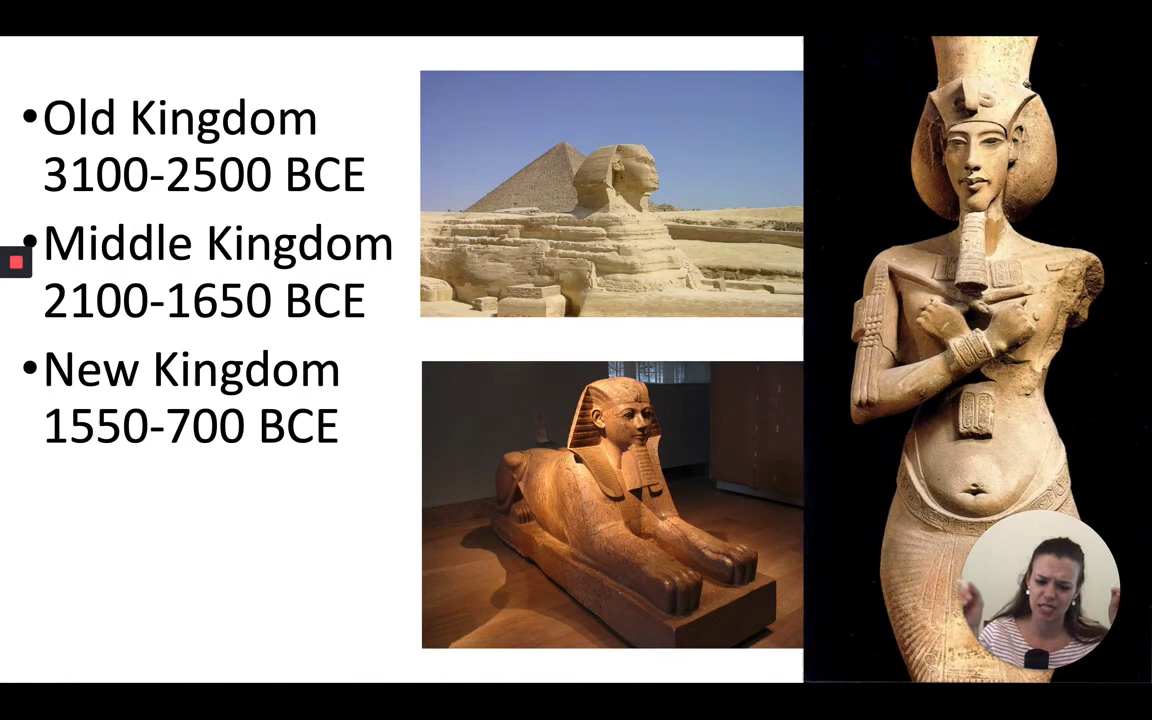 •Old Kingdom
3100-2500 BCE
•Middle Kingdom
2100-1650 BCE
•New Kingdom
1550-700 BCE